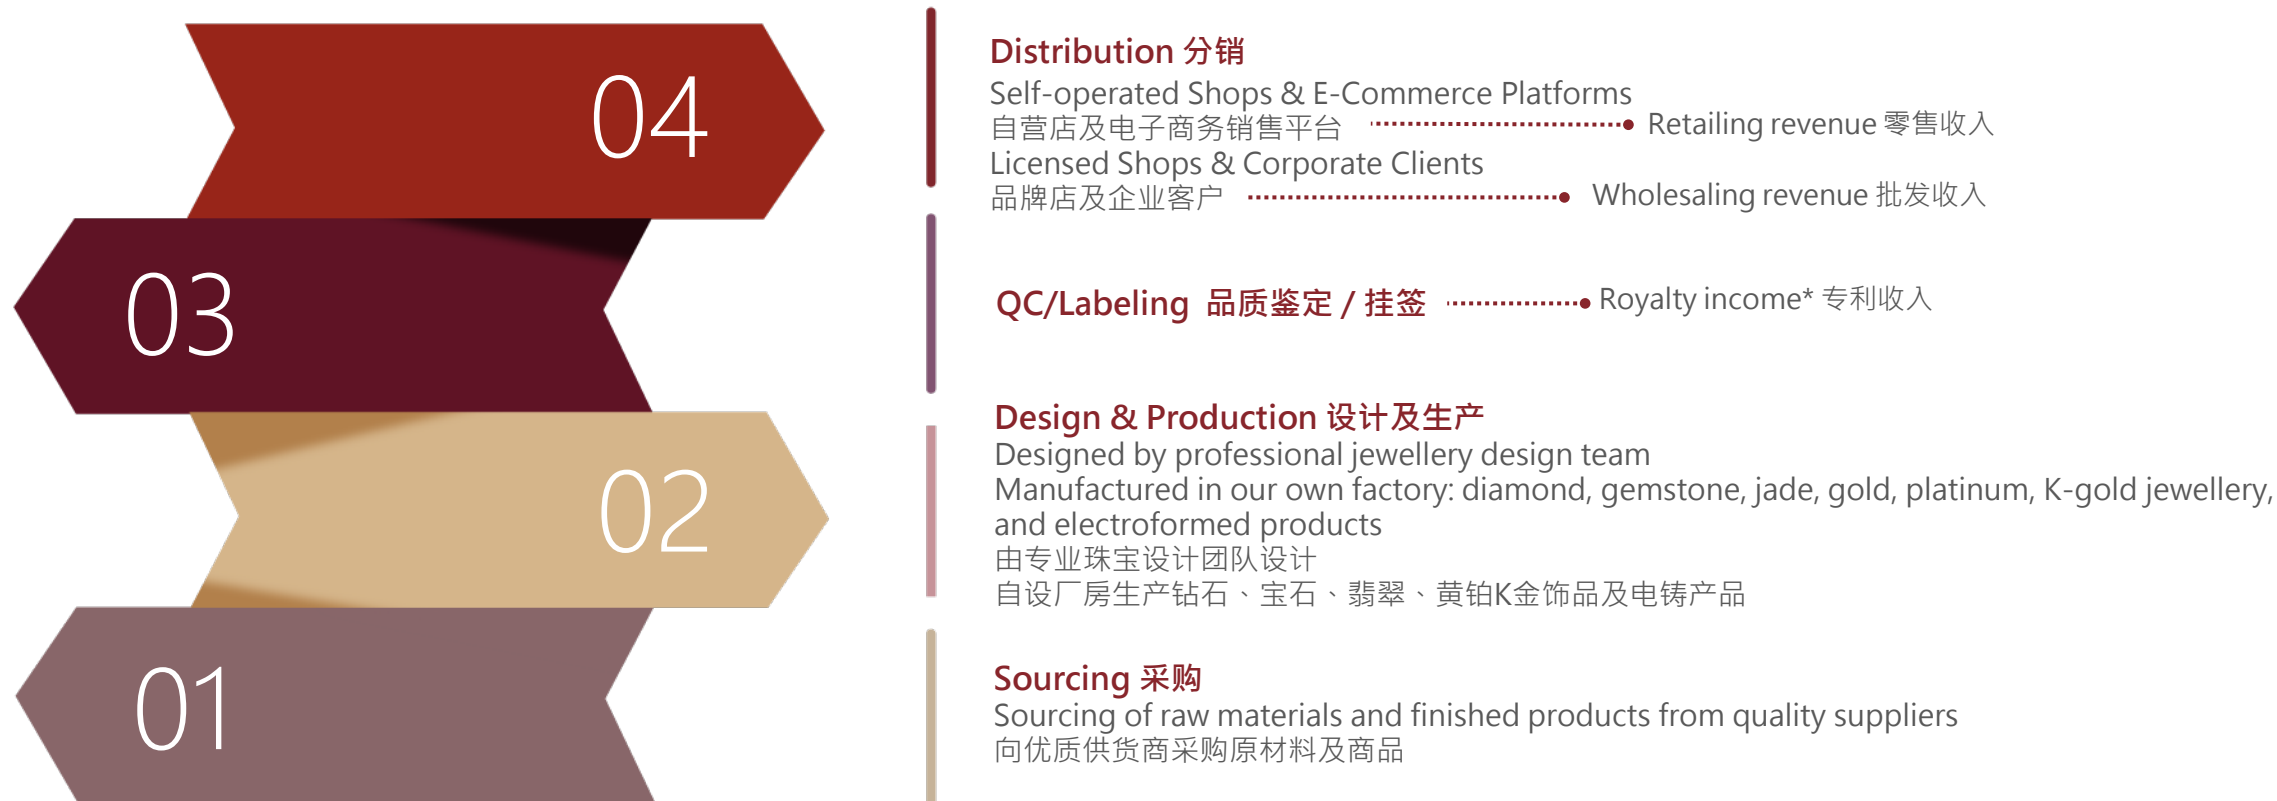 04
Distribution 分销
Self-operated Shops & E-Commerce Platforms
自营店及电子商务销售平台
Retailing revenue 零售收入
Licensed Shops & Corporate Clients
品牌店及企业客户
Wholesaling revenue 批发收入
03
QC/Labeling 品质鉴定 / 挂签
Royalty income* 专利收入
02
Design & Production 设计及生产
Designed by professional jewellery design team
Manufactured in our own factory: diamond, gemstone, jade, gold, platinum, K-gold jewellery,
and electroformed products
由专业珠宝设计团队设计
自设厂房生产钻石、宝石、翡翠、黄铂K金饰品及电铸产品
01
Sourcing 采购
Sourcing of raw materials and finished products from quality suppliers
向优质供货商采购原材料及商品